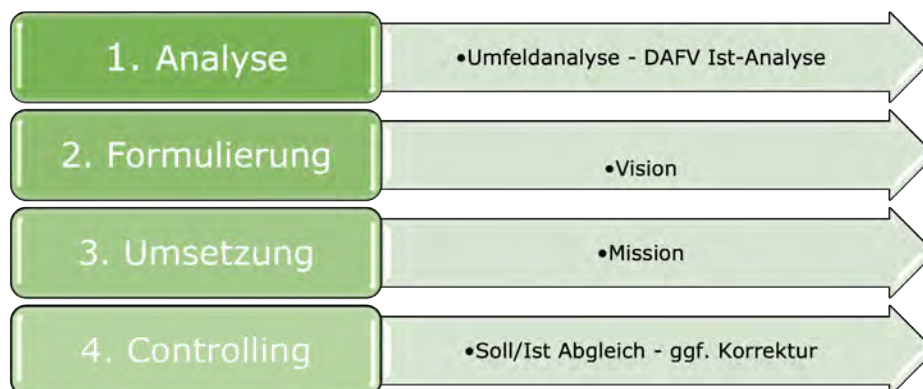 1. Analyse
•Umfeldanalyse - DAFV Ist-Analyse
2. Formulierung
•Vision
3. Umsetzung
•Mission
4. Controlling
•Soll/Ist Abgleich - ggf. Korrektur